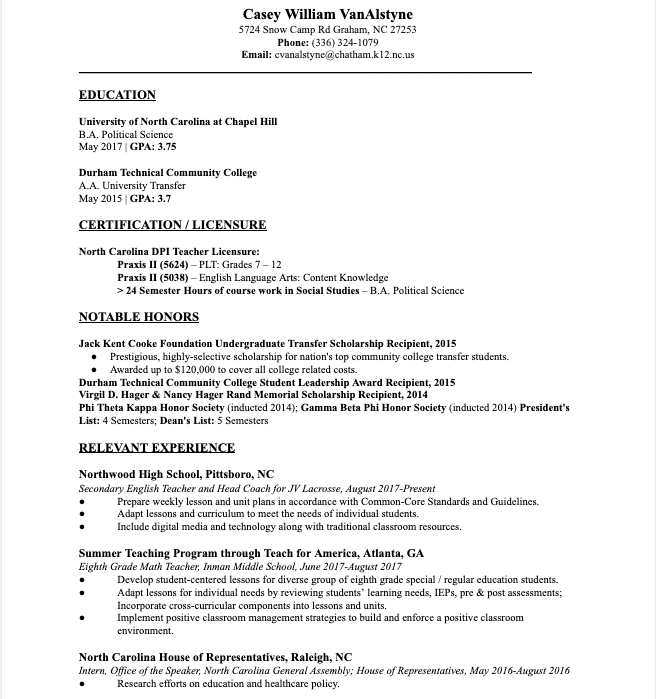 Casey William VanAlstyne
5724 Snow Camp Rd Graham, NC 27253
Phone: (336) 324-1079
Email: cvanalstyne@chatham.k12.nc.us
EDUCATION
University of North Carolina at Chapel Hill
B.A. Political Science
May 2017 | GPA: 3.75
Durham Technical Community College
A.A. University Transfer
May 2015 | GPA: 3.7
CERTIFICATION / LICENSURE
North Carolina DPI Teacher Licensure:
Praxis II (5624) – PLT: Grades 7 – 12
Praxis II (5038) – English Language Arts: Content Knowledge
> 24 Semester Hours of course work in Social Studies – B.A. Political Science
NOTABLE HONORS
Jack Kent Cooke Foundation Undergraduate Transfer Scholarship Recipient, 2015
● Prestigious, highly-selective scholarship for nation's top community college transfer students.
● Awarded up to $120,000 to cover all college related costs.
Durham Technical Community College Student Leadership Award Recipient, 2015
Virgil D. Hager & Nancy Hager Rand Memorial Scholarship Recipient, 2014
Phi Theta Kappa Honor Society (inducted 2014); Gamma Beta Phi Honor Society (inducted 2014) President's
List: 4 Semesters; Dean's List: 5 Semesters
RELEVANT EXPERIENCE
Northwood High School, Pittsboro, NC
Secondary English Teacher and Head Coach for JV Lacrosse, August 2017-Present
● Prepare weekly lesson and unit plans in accordance with Common-Core Standards and Guidelines.
● Adapt lessons and curriculum to meet the needs of individual students.
● Include digital media and technology along with traditional classroom resources.
Summer Teaching Program through Teach for America, Atlanta, GA
Eighth Grade Math Teacher, Inman Middle School, June 2017-August 2017
● Develop student-centered lessons for diverse group of eighth grade special / regular education students.
● Adapt lessons for individual needs by reviewing students’ learning needs, IEPs, pre & post assessments;
Incorporate cross-curricular components into lessons and units.
● Implement positive classroom management strategies to build and enforce a positive classroom
environment.
North Carolina House of Representatives, Raleigh, NC
Intern, Office of the Speaker, North Carolina General Assembly; House of Representatives, May 2016-August 2016
● Research efforts on education and healthcare policy.